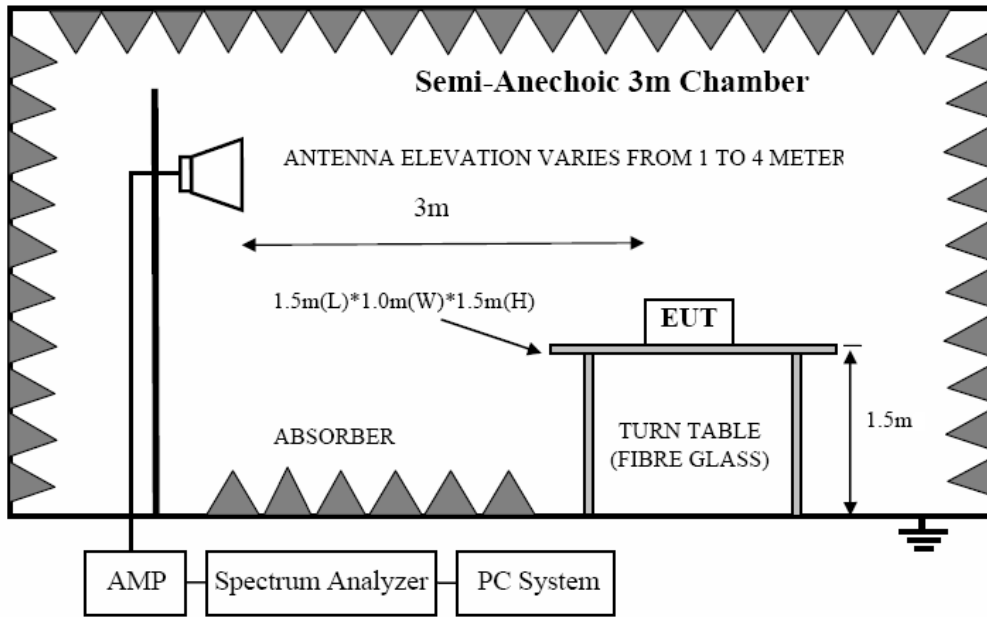 Semi-Anechoic 3m Chamber
ANTENNA ELEVATION VARIES FROM 1 TO 4 METER
3m
1.5m(L)*1.0m(W)*1.5m(H)
EUT
1.5m
ABSORBER
TURN TABLE
(FIBRE GLASS)
AMP
Spectrum Analyzer
PC System